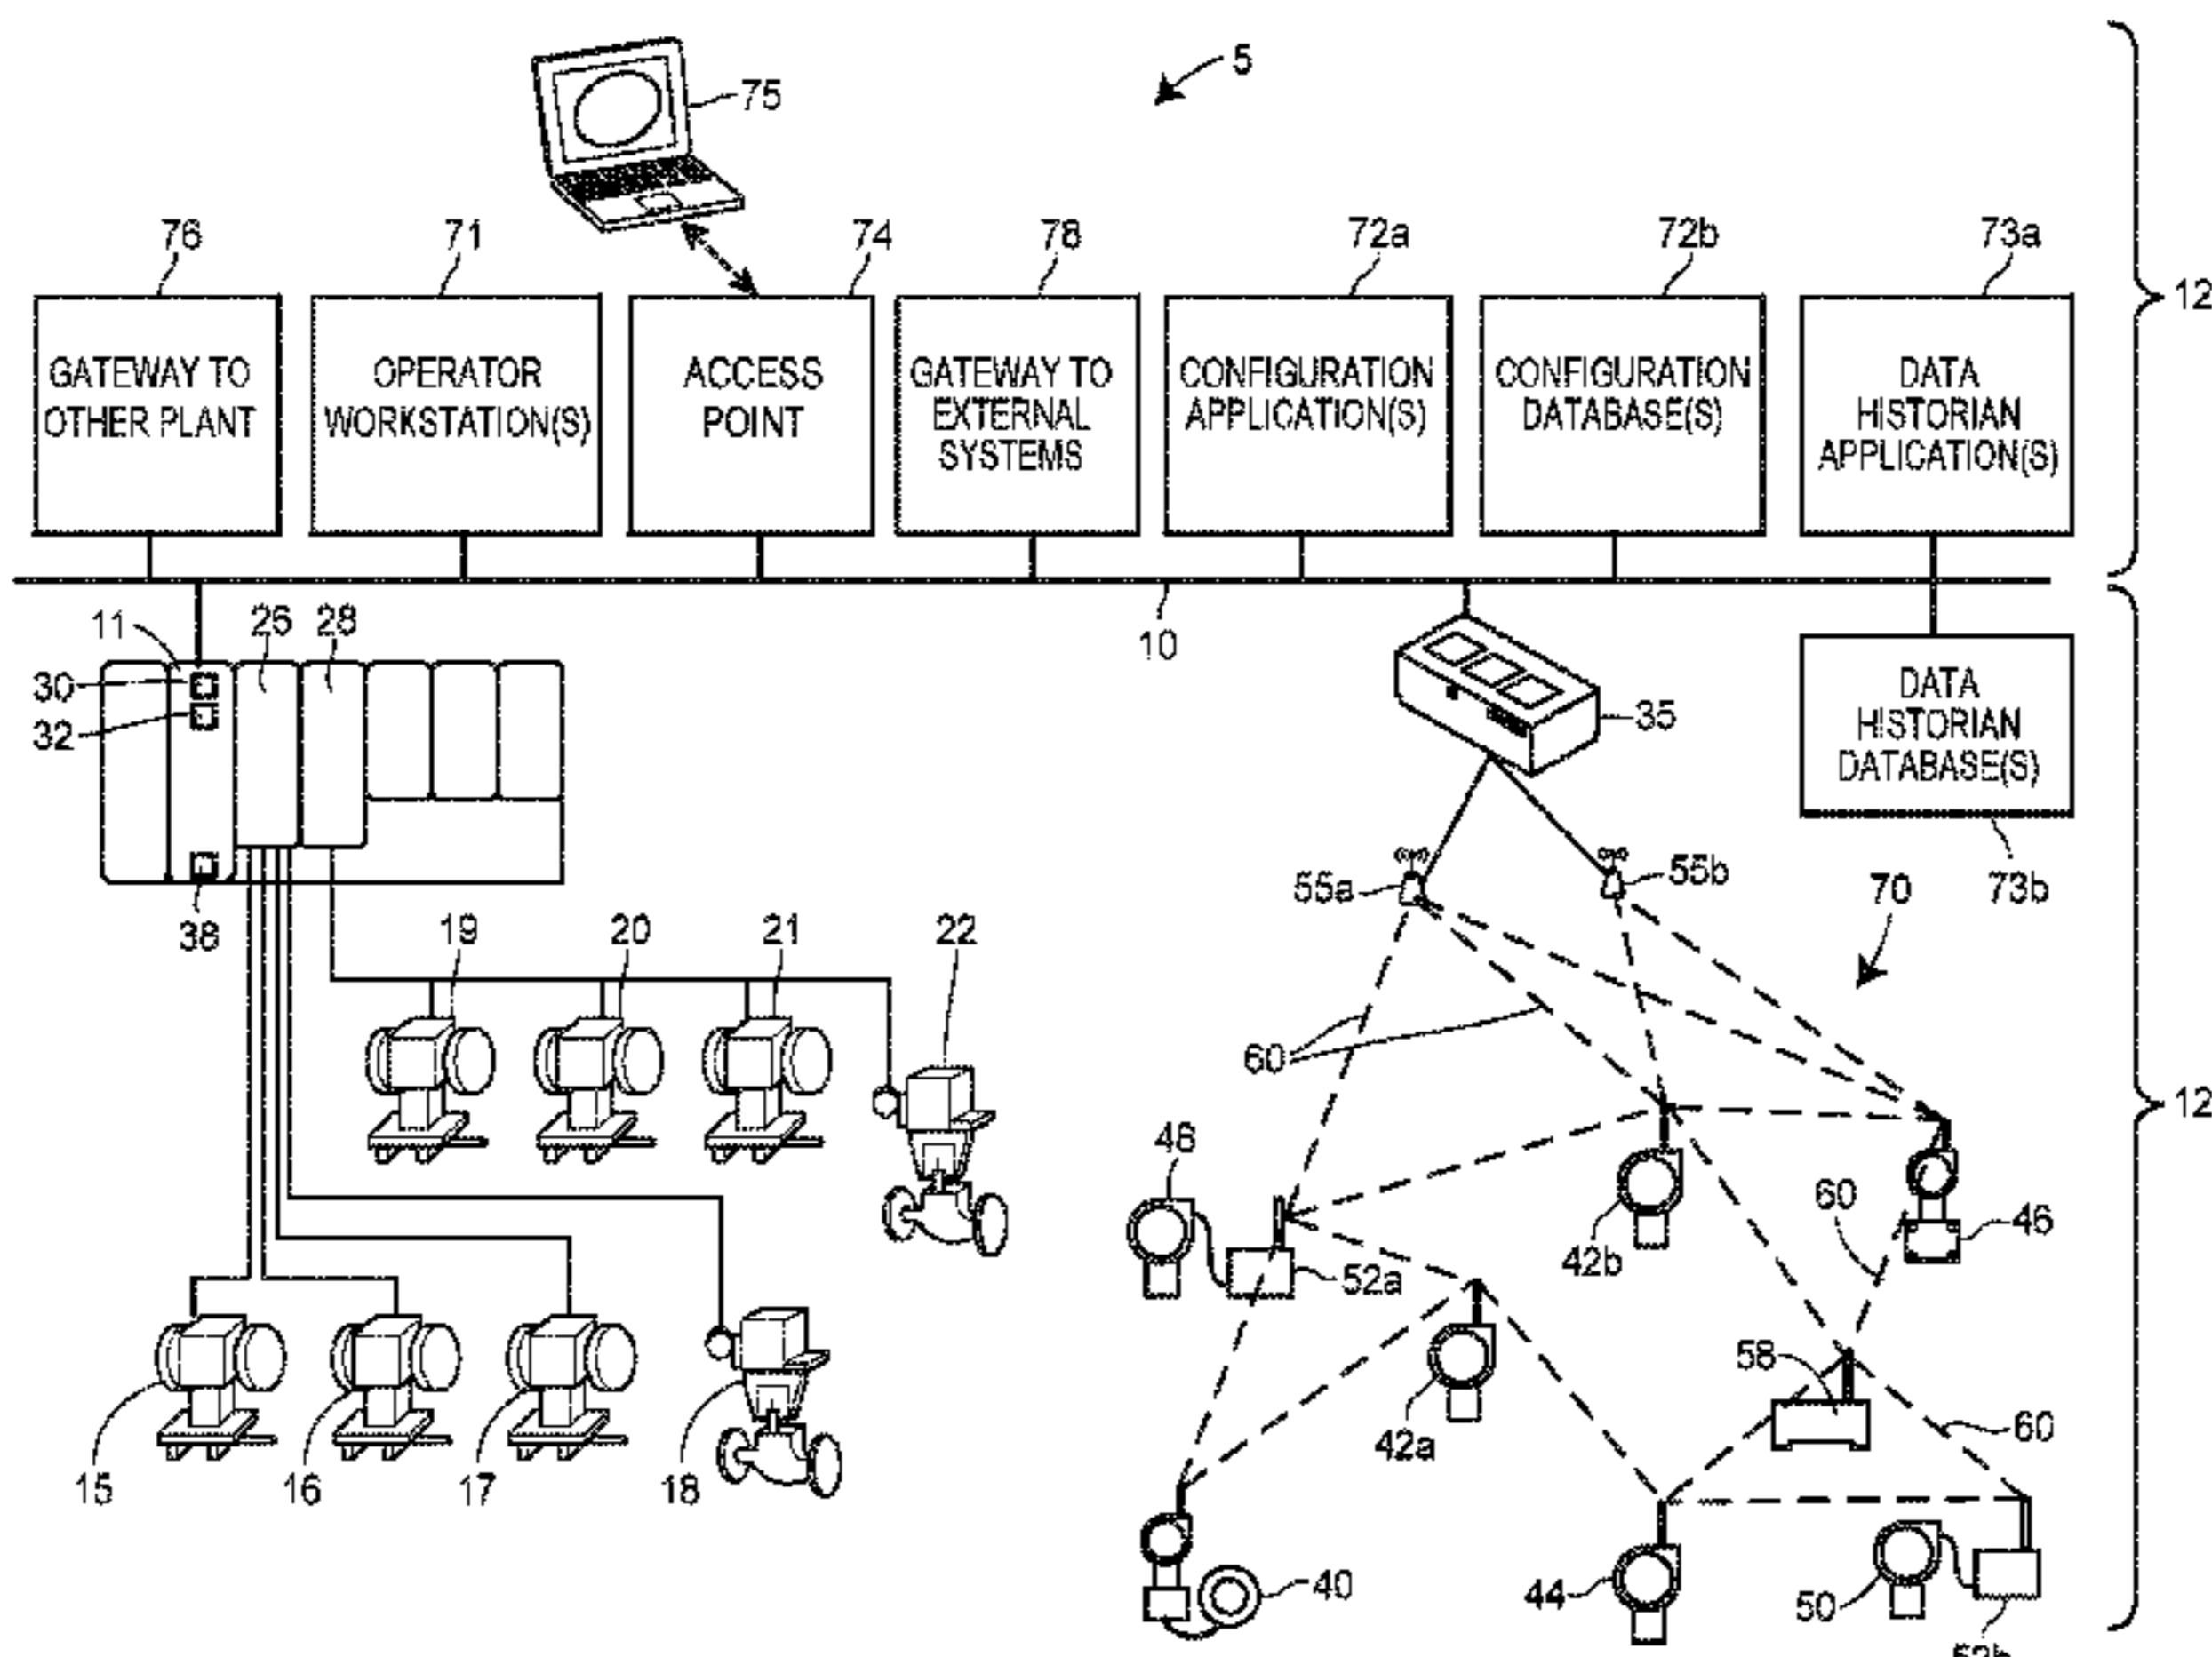 5
75
76
71
74
78
72a
72b
73a
12
GATEWAY TO
OTHER PLANT
OPERATOR
WORKSTATION(S)
ACCESS
POINT
GATEWAY TO
EXTERNAL
SYSTEMS
CONFIGURATION
APPLICATION(S)
CONFIGURATION
DATABASE(S)
DATA
HISTORIAN
APPLICATION(S)
10
11
26
28
30
32
38
35
DATA
HISTORIAN
DATABASE(S)
73b
55a
55b
70
19
20
21
22
60
12
48
52a
42b
60
46
15
16
17
18
42a
58
60
40
44
50
52b